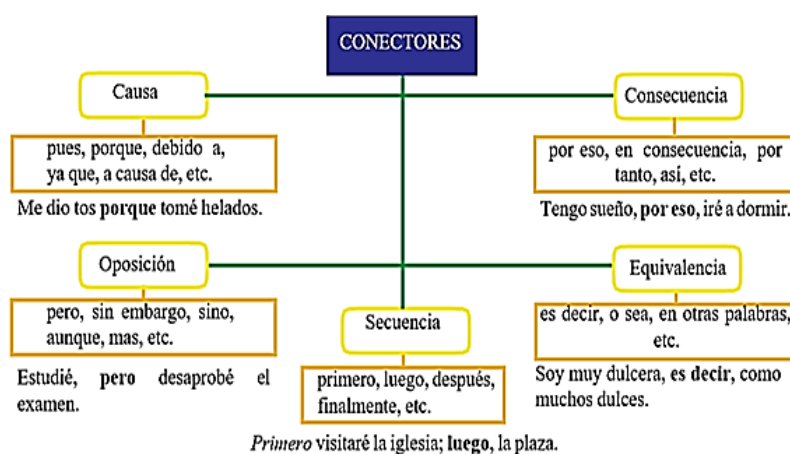 CONECTORES
Causa
pues, porque, debido a,
ya que, a causa de, etc.
Me dio tos porque tomé helados.
Consecuencia
por eso, en consecuencia, por
tanto, así, etc.
Tengo sueño, por eso, iré a dormir.
Oposición
pero, sin embargo, sino,
aunque, mas, etc.
Estudié, pero desaprobé el
examen.
Secuencia
primero, luego, después,
finalmente, etc.
Primero visitaré la iglesia; luego, la plaza.
Equivalencia
es decir, o sea, en otras palabras,
etc.
Soy muy dulcera, es decir, como
muchos dulces.